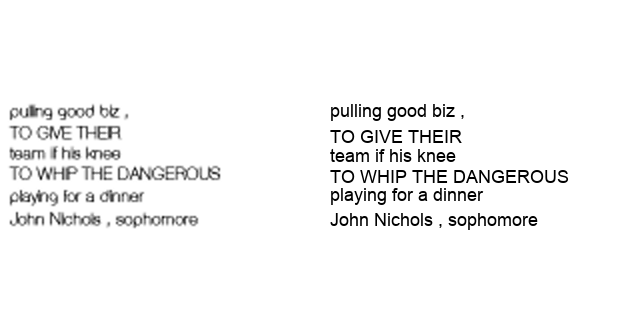 pulling good biz ,
TO GIVE THEIR
team if his knee
TO WHIP THE DANGEROUS
playing for a dinner
John Nichols , sophomore
pulling good biz ,
TO GIVE THEIR
team if his knee
TO WHIP THE DANGEROUS
playing for a dinner
John Nichols , sophomore